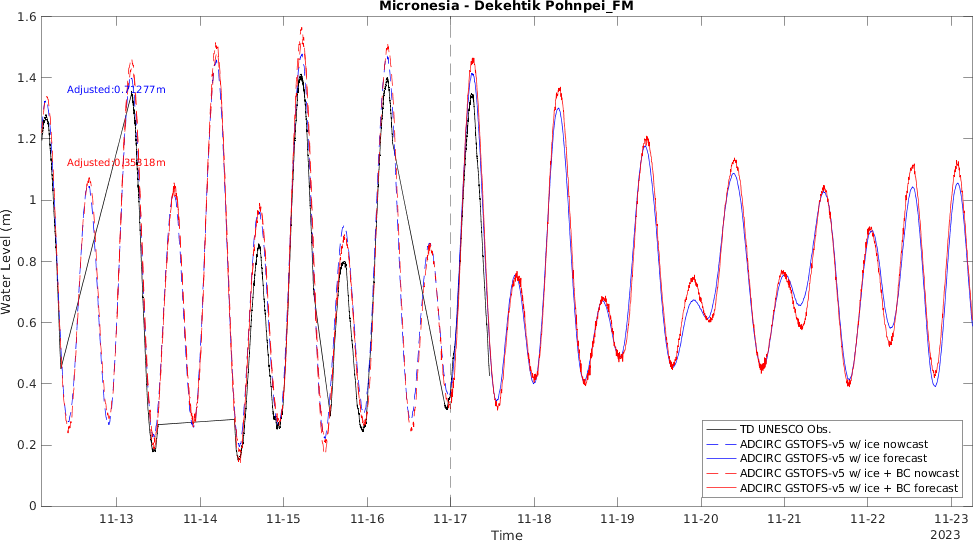 Micronesia - Dekehtik Pohnpei_FM
1.6
1.4
1.2
1
0.8
0.6
0.4
0.2
0
Water Level (m)
Adjusted:0.71277m
Adjusted:0.35318m
TD UNESCO Obs.
ADCIRC GSTOFS-v5 w/ ice nowcast
ADCIRC GSTOFS-v5 w/ ice forecast
ADCIRC GSTOFS-v5 w/ ice + BC nowcast
ADCIRC GSTOFS-v5 w/ ice + BC forecast
11-13 11-14 11-15 11-16 11-17 11-18 11-19 11-20 11-21 11-22 11-23
Time
2023